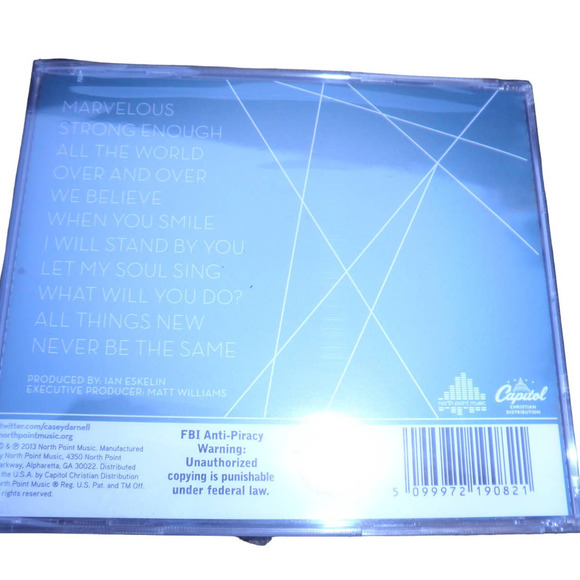 MARVELOUS
STRONG ENOUGH
ALL THE WORLD
OVER AND OVER
WE BELIEVE
WHEN YOU SMILE
I WILL STAND BY YOU
LET MY SOUL SING
WHAT WILL YOU DO?
ALL THINGS NEW
NEVER BE THE SAME
PRODUCED BY: IAN ESKELIN
EXECUTIVE PRODUCER: MATT WILLIAMS
north point music
Capitol
CHRISTIAN
DISTRIBUTION
twitter.com/caseydarnell
northpointmusic.org
© & ℗ 2013 North Point Music. Manufactured
by North Point Music, 4350 North Point
Parkway, Alpharetta, GA 30022. Distributed
the U.S.A. by Capitol Christian Distribution
North Point Music ® Reg. U.S. Pat. and TM Off.
rights reserved.
FBI Anti-Piracy
Warning:
Unauthorized
copying is punishable
under federal law.
5 099972 190821